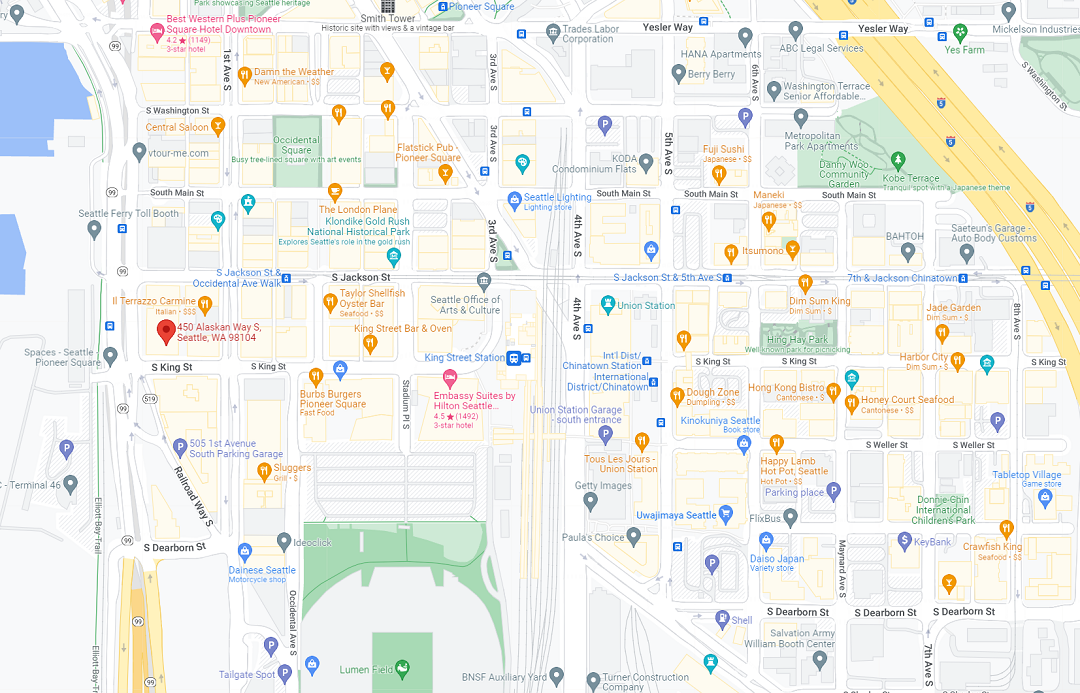 Park showcasing Seattle heritage
Smith Tower
Pioneer Square
Best Western Plus Pioneer
Square Hotel Downtown
4.2 ★ (1149)
3-star hotel
Historic site with views & a vintage bar
Trades Labor
Corporation
Yesler Way
Yesler Way
Mickelson Industries
HANA Apartments
ABC Legal Services
Yes Farm
99
1st Ave S
3rd Ave S
6th Ave S
Damn the Weather
New American • $$
Berry Berry
Washington Terrace
Senior Affordable...
S Washington St
5
S Washington St
Central Saloon
Occidental
Square
Busy tree-lined square with art events
3rd Ave S
5th Ave S
Metropolitan
Park Apartments
5
vtour-me.com
Flatstick Pub
Pioneer Square
KODA
Condominium Flats
Fuji Sushi
Japanese • $$
Danny Woo
Community
Garden
Kobe Terrace
Tranquil spot with a Japanese theme
99
South Main St
South Main St
South Main St
South Main St
Seattle Lighting
Lighting store
Maneki
Japanese • $$
5
Seattle Ferry Toll Booth
The London Plane
Klondike Gold Rush
National Historical Park
Explores Seattle's role in the gold rush
3rd Ave S
4th Ave S
BAHTOH
Saeteun's Garage -
Auto Body Customs
Itsumono
99
S Jackson St &
Occidental Ave Walk
S Jackson St
S Jackson St & 5th Ave S
7th & Jackson Chinatown
Il Terrazzo Carmine
Italian • $$$
Taylor Shellfish
Oyster Bar
Seafood • $$
Seattle Office of
Arts & Culture
4th Ave S
Union Station
Dim Sum King
Dim Sum • $$
Jade Garden
Dim Sum • $
8th Ave S
450 Alaskan Way S,
Seattle, WA 98104
King Street Bar & Oven
Hing Hay Park
Well-known park for picnicking
Spaces - Seattle -
Pioneer Square
King Street Station
Int'l Dist/
Chinatown Station
International
District/Chinatown
Harbor City
Dim Sum • $$
S King St
S King St
S King St
S King St
99
519
Burbs Burgers
Pioneer Square
Fast Food
Stadium Pl S
Embassy Suites by
Hilton Seattle...
4.5 ★ (1492)
3-star hotel
Dough Zone
Dumpling • $$
Hong Kong Bistro
Cantonese • $
Honey Court Seafood
Cantonese • $$
Union Station Garage
- south entrance
Kinokuniya Seattle
Book store
505 1st Avenue
South Parking Garage
S Weller St
S Weller St
Sluggers
Grill • $
Tous Les Jours -
Union Station
Happy Lamb
Hot Pot, Seattle
Hot Pot • $$
Tabletop Village
Game store
C - Terminal 46
Railroad Way S
Getty Images
Parking place
Elliott Bay Trail
Uwajimaya Seattle
FlixBus
Donnie Chin
International
Children's Park
Paula's Choice
Ideoclick
S Dearborn St
99
KeyBank
Crawfish King
Seafood • $$
Dainese Seattle
Motorcycle shop
Daiso Japan
Variety store
Maynard Ave S
Occidental Ave S
99
S Dearborn St
S Dearborn St
S Dearborn St
Shell
Salvation Army
William Booth Center
7th Ave S
Elliott Bay Trail
Tailgate Spot
Lumen Field
BNSF Auxiliary Yard
Turner Construction
Company
99